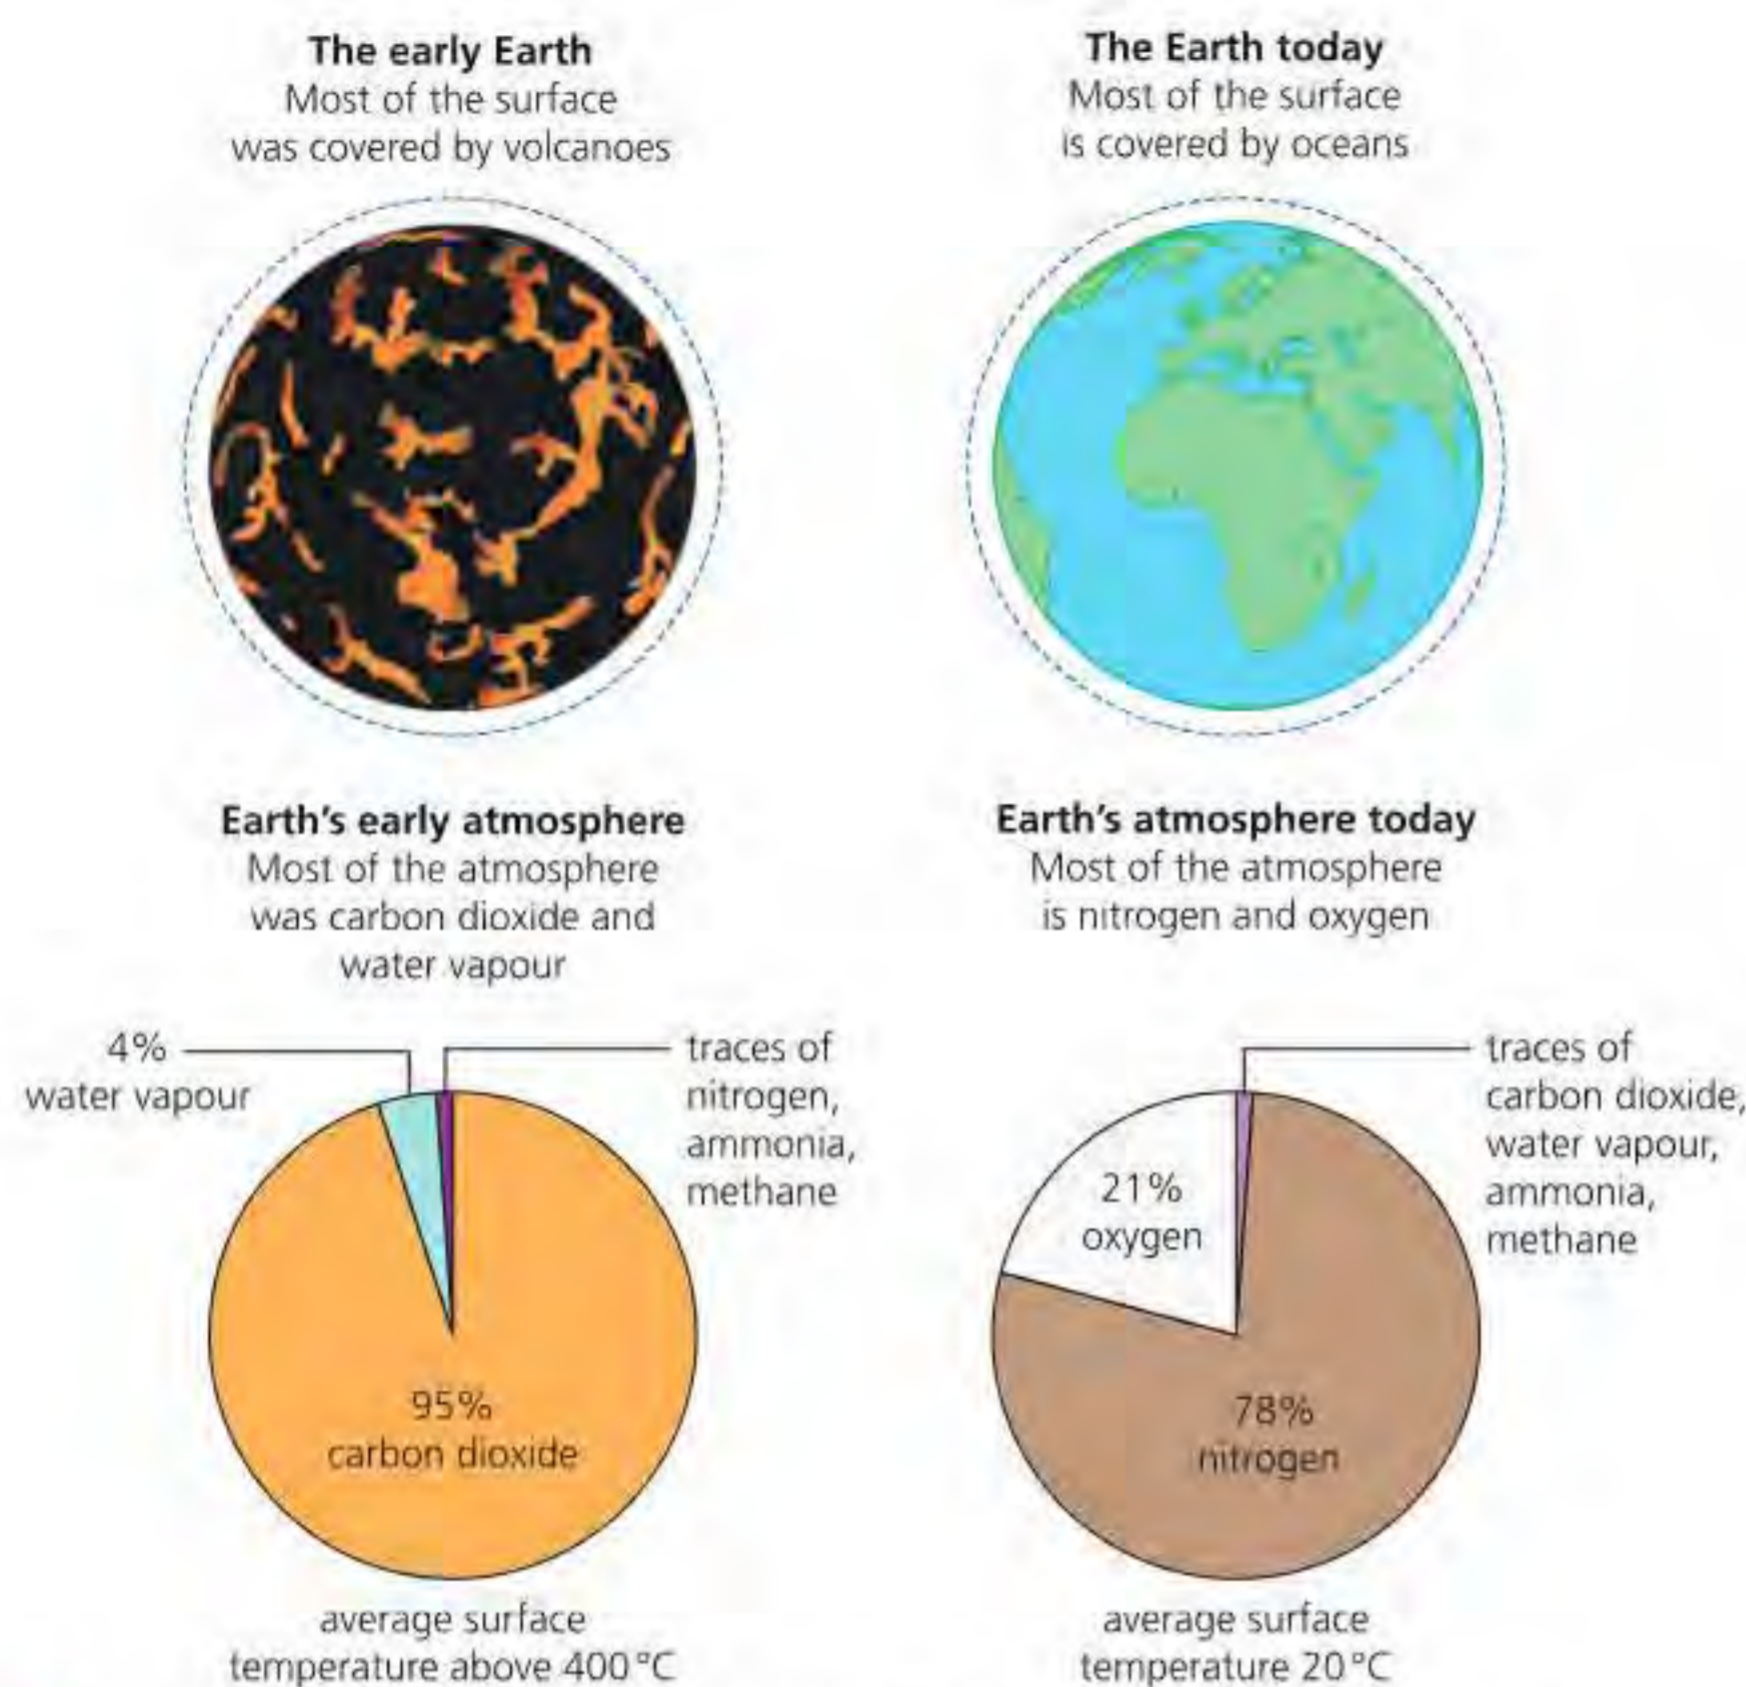 The early Earth
Most of the surface
was covered by volcanoes
The Earth today
Most of the surface
is covered by oceans
Earth's early atmosphere
Most of the atmosphere
was carbon dioxide and
water vapour
Earth's atmosphere today
Most of the atmosphere
is nitrogen and oxygen
4%
water vapour
traces of
nitrogen,
ammonia,
methane
95%
carbon dioxide
average surface
temperature above 400 °C
traces of
carbon dioxide,
water vapour,
ammonia,
methane
21%
oxygen
78%
nitrogen
average surface
temperature 20 °C